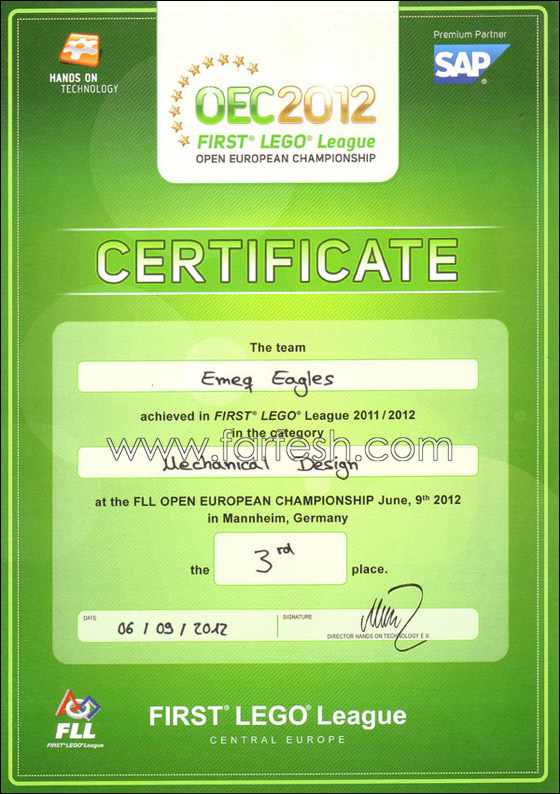 HANDS ON
TECHNOLOGY
Premium Partner
SAP®
OEC2012
FIRST® LEGO® League
OPEN EUROPEAN CHAMPIONSHIP
CERTIFICATE
The team
Emeq Eagles
achieved in FIRST® LEGO® League 2011/2012
in the category
www.farfesh.com
Mechanical Design
at the FLL OPEN EUROPEAN CHAMPIONSHIP June, 9th 2012
in Mannheim, Germany
the 3rd place.
DATE
06/09/2012
SIGNATURE
DIRECTOR HANDS ON TECHNOLOGY E.V.
FLL
FIRST® LEGO® League
FIRST® LEGO® League
CENTRAL EUROPE